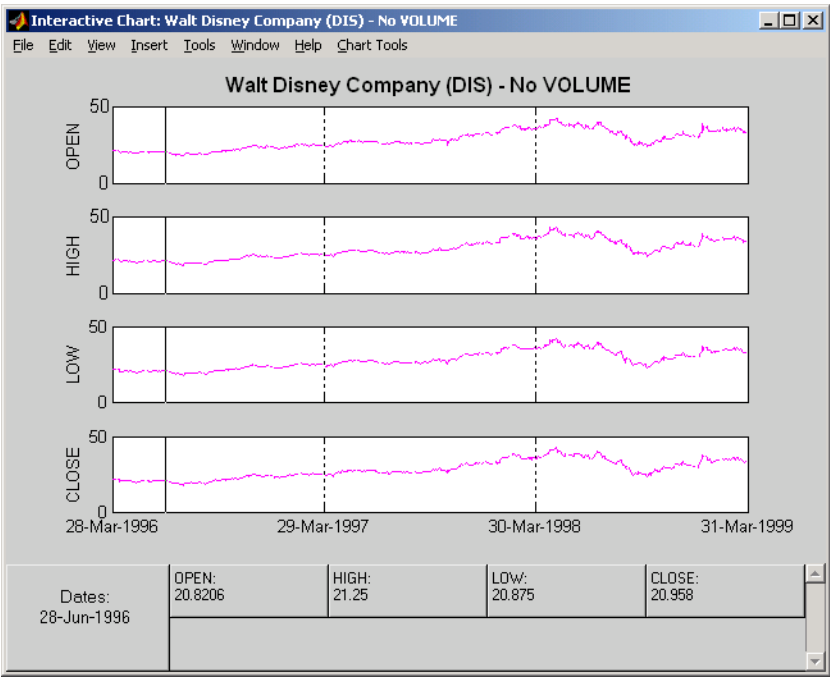 Interactive Chart: Walt Disney Company (DIS) - No VOLUME
File Edit View Insert Tools Window Help Chart Tools
Walt Disney Company (DIS) - No VOLUME
50
OPEN
0
50
HIGH
0
50
LOW
0
50
CLOSE
0
28-Mar-1996 29-Mar-1997 30-Mar-1998 31-Mar-1999
Dates:
28-Jun-1996
OPEN: HIGH: LOW: CLOSE:
20.8206 21.25 20.875 20.958